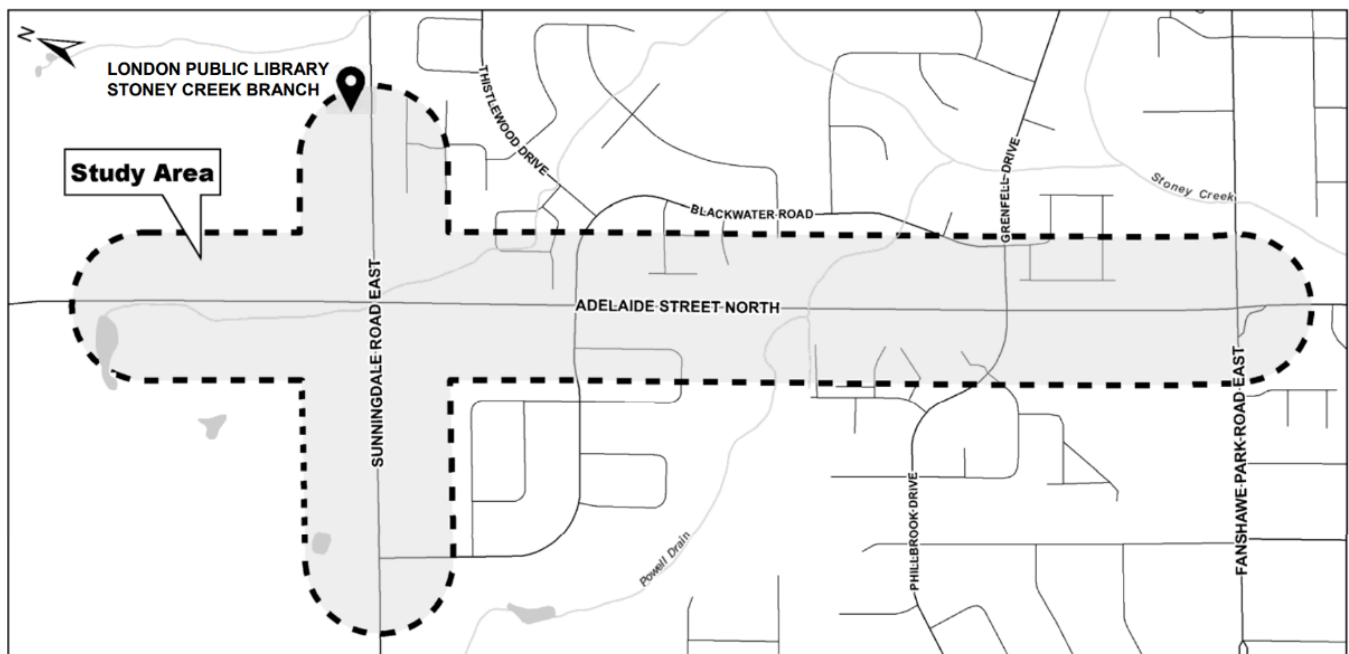 N
LONDON PUBLIC LIBRARY
STONEY CREEK BRANCH
Study Area
THISTLEWOOD DRIVE
BLACKWATER ROAD
GRENFELL DRIVE
Stoney Creek
SUNNINGDALE ROAD EAST
ADELAIDE STREET NORTH
FANSHAWE PARK ROAD EAST
PHILLBROOK DRIVE
Powell Drain